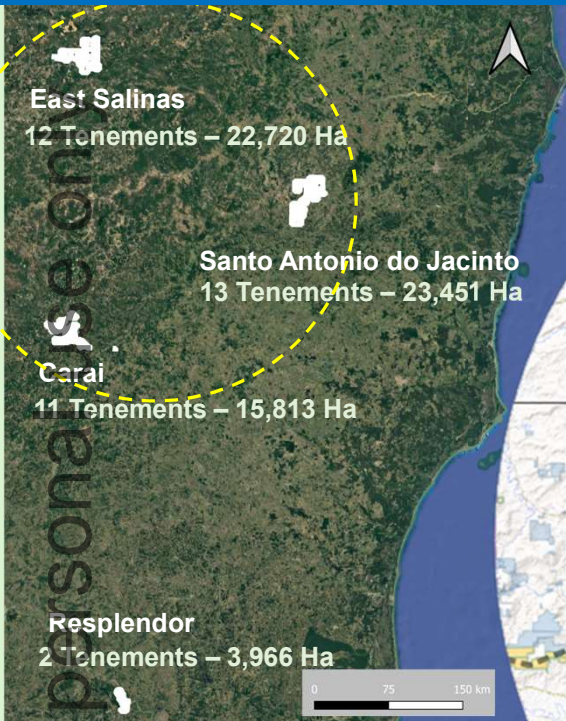 East Salinas
12 Tenements – 22,720 Ha
Santo Antonio do Jacinto
13 Tenements – 23,451 Ha
Carai
11 Tenements – 15,813 Ha
Resplendor
2 Tenements – 3,966 Ha
0 75 150 km
personal use only